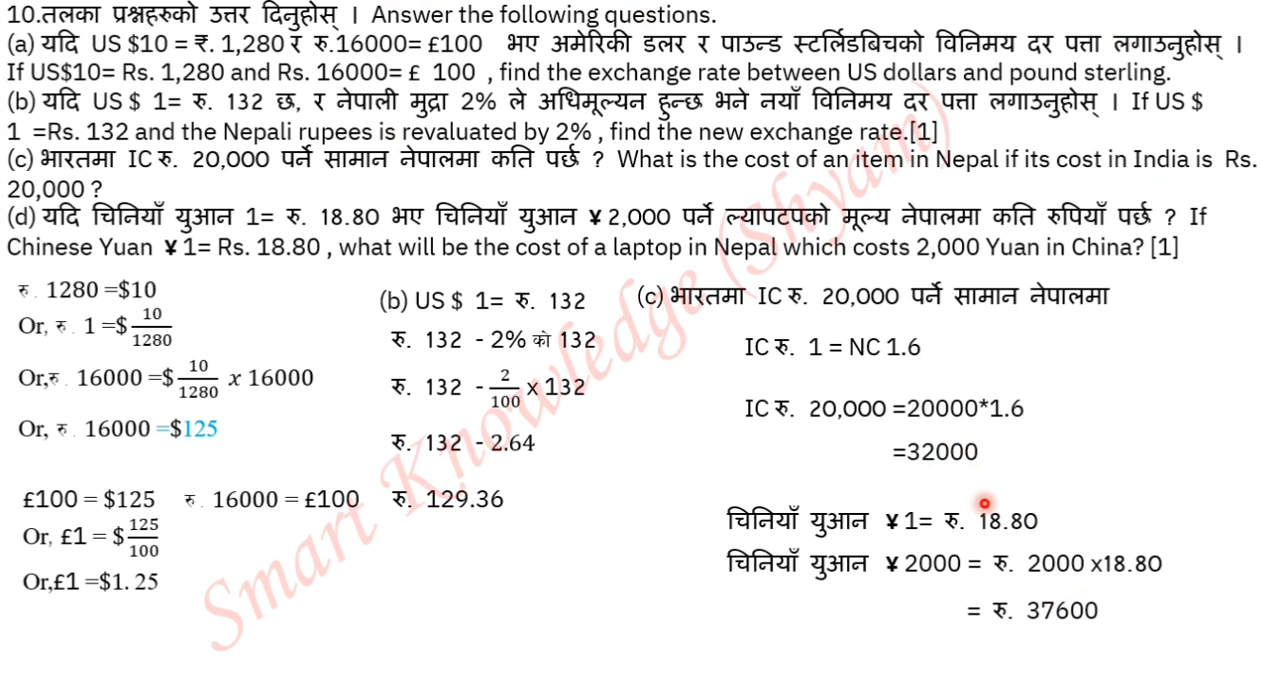 10.तलका प्रश्नहरुको उत्तर दिनुहोस् । Answer the following questions.
(a) यदि US $10 = ₹. 1,280 र रु.16000= £100 भए अमेरिकी डलर र पाउन्ड स्टर्लिङबिचको विनिमय दर पत्ता लगाउनुहोस् ।
If US$10= Rs. 1,280 and Rs. 16000= £ 100 , find the exchange rate between US dollars and pound sterling.
(b) यदि US $ 1= रु. 132 छ, र नेपाली मुद्रा 2% ले अधिमूल्यन हुन्छ भने नयाँ विनिमय दर पत्ता लगाउनुहोस् । If US $
1 =Rs. 132 and the Nepali rupees is revaluated by 2% , find the new exchange rate.[1]
(c) भारतमा IC रु. 20,000 पर्ने सामान नेपालमा कति पर्छ ? What is the cost of an item in Nepal if its cost in India is Rs.
20,000 ?
(d) यदि चिनियाँ युआन 1= रु. 18.80 भए चिनियाँ युआन ¥ 2,000 पर्ने ल्यापटपको मूल्य नेपालमा कति रुपियाँ पर्छ ? If
Chinese Yuan ¥ 1= Rs. 18.80 , what will be the cost of a laptop in Nepal which costs 2,000 Yuan in China? [1]
रु. 1280 =$10
Or, रु. 1 =$ 10/1280
Or,रु. 16000 =$ 10/1280 x 16000
Or, रु. 16000 =$125
£100 = $125 रु. 16000 = £100
Or, £1 = $ 125/100
Or,£1 =$1. 25
(b) US $ 1= रु. 132
रु. 132 - 2% को 132
रु. 132 - 2/100 x 132
रु. 132 - 2.64
रु. 129.36
(c) भारतमा IC रु. 20,000 पर्ने सामान नेपालमा
IC रु. 1 = NC 1.6
IC रु. 20,000 =20000*1.6
=32000
चिनियाँ युआन ¥ 1= रु. 18.80
चिनियाँ युआन ¥ 2000 = रु. 2000 x18.80
= रु. 37600
Smart Knowledge (Shyam)